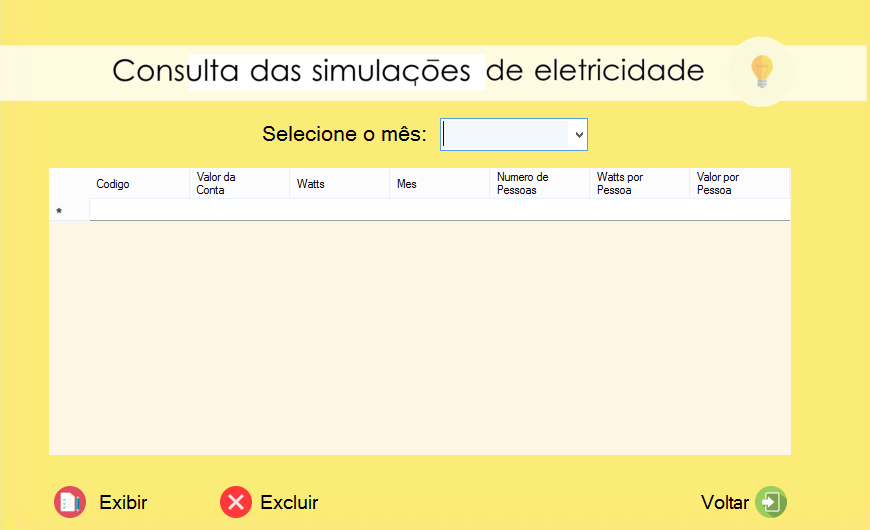 Consulta das simulações de eletricidade
Selecione o mês:
Codigo
Valor da
Conta
Watts
Mes
Numero de
Pessoas
Watts por
Pessoa
Valor por
Pessoa
*
Exibir
Excluir
Voltar